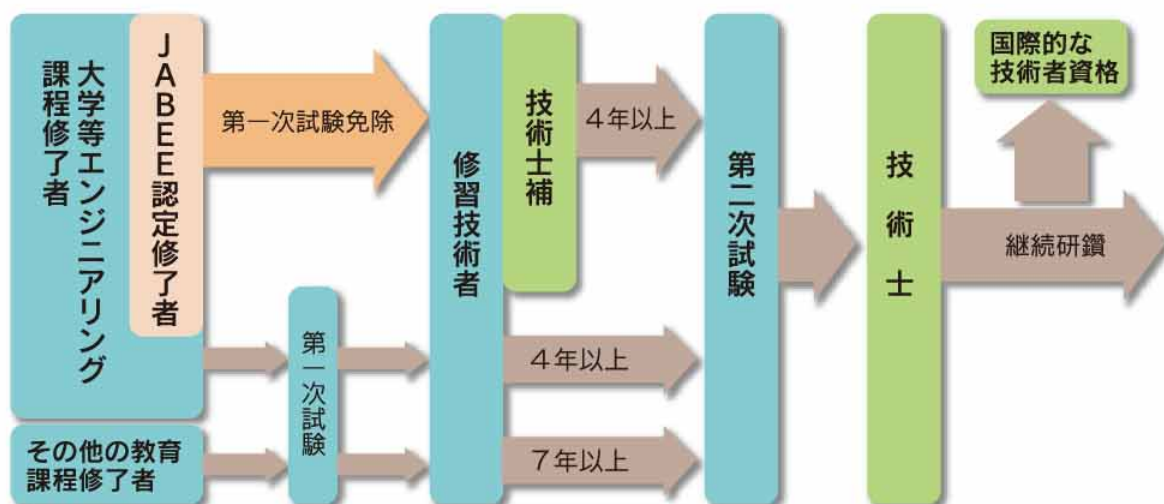 大学等エンジニアリング
課程修了者
JABEE認定修了者
第一次試験免除
修習技術者
技術士補
4年以上
第二次試験
技術士
国際的な
技術者資格
継続研鑽
第一次試験
4年以上
その他の教育
課程修了者
7年以上